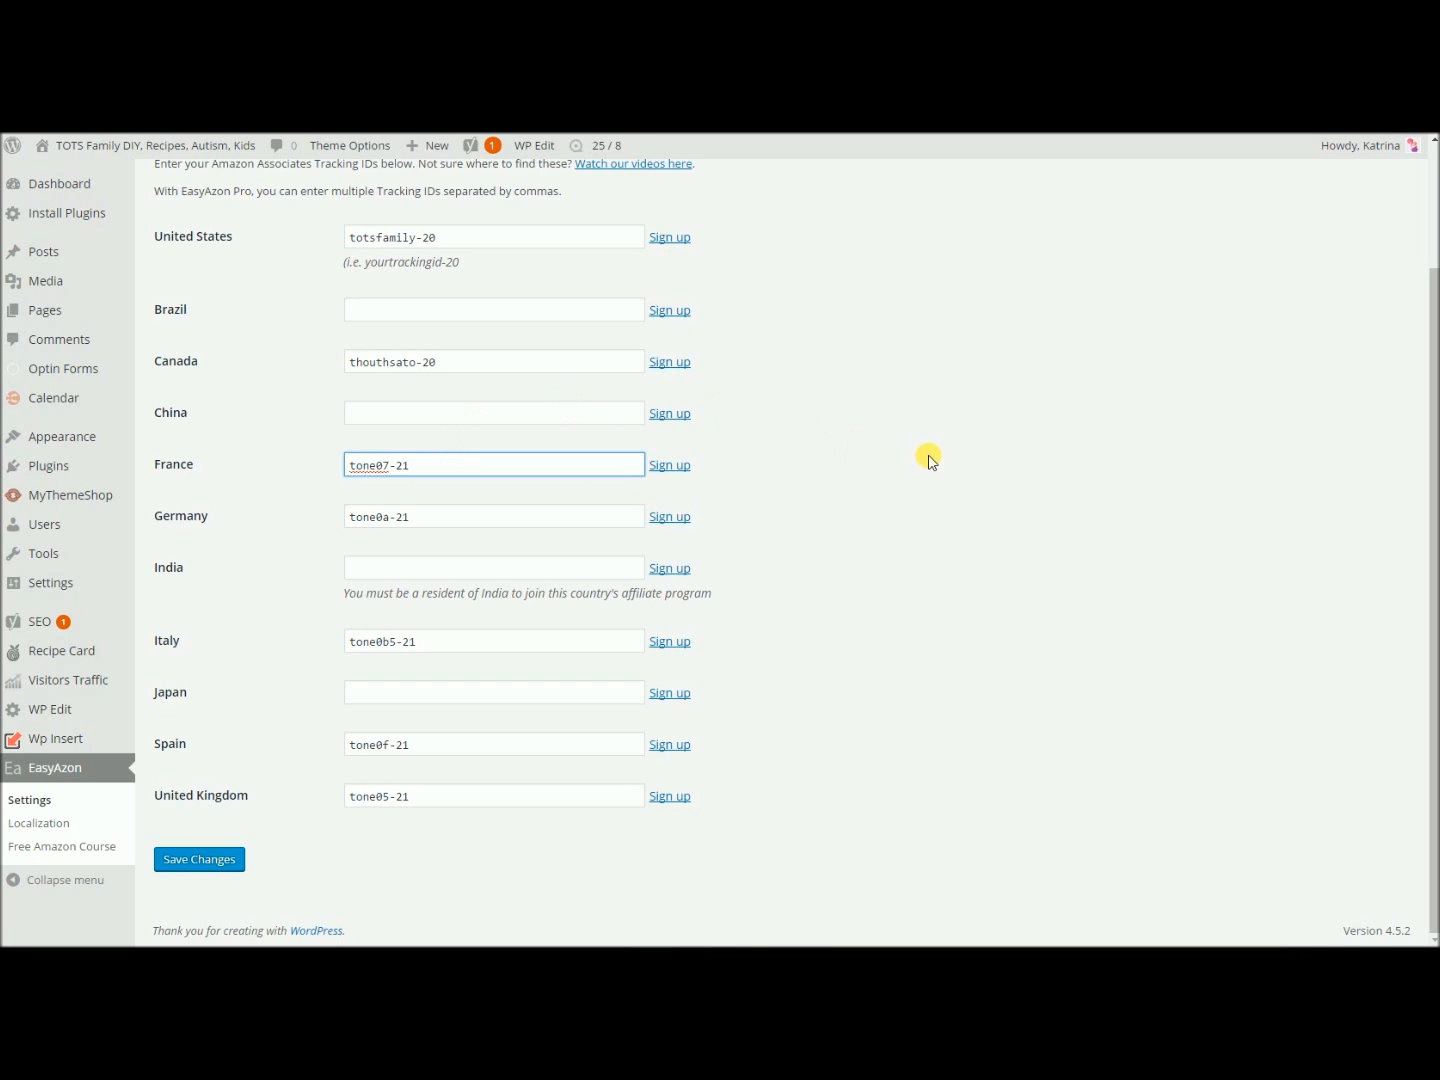 TOTS Family DIY, Recipes, Autism, Kids 0 Theme Options New 1 WP Edit 25 / 8 Howdy, Katrina
Enter your Amazon Associates Tracking IDs below. Not sure where to find these? Watch our videos here.
With EasyAzon Pro, you can enter multiple Tracking IDs separated by commas.
Dashboard
Install Plugins
Posts
Media
Pages
Comments
Optin Forms
Calendar
Appearance
Plugins
MyThemeShop
Users
Tools
Settings
SEO 1
Recipe Card
Visitors Traffic
WP Edit
Wp Insert
Ea EasyAzon
Settings
Localization
Free Amazon Course
Collapse menu
United States totsfamily-20 Sign up
(i.e. yourtrackingid-20
Brazil Sign up
Canada thouthsato-20 Sign up
China Sign up
France tone07-21 Sign up
Germany tone0a-21 Sign up
India Sign up
You must be a resident of India to join this country's affiliate program
Italy tone0b5-21 Sign up
Japan Sign up
Spain tone0f-21 Sign up
United Kingdom tone05-21 Sign up
Save Changes
Thank you for creating with WordPress. Version 4.5.2